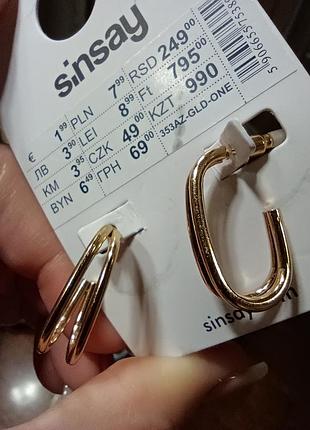 sinsay
€ 1 99 PLN 7 99 RSD 249 00
ЛВ 3 90 LEI 8 99 Ft 795 00
KM 3 95 CZK 49 00 KZT 990
BYN 6 49 ГРН 69 00 353AZ-GLD-ONE
sinsay